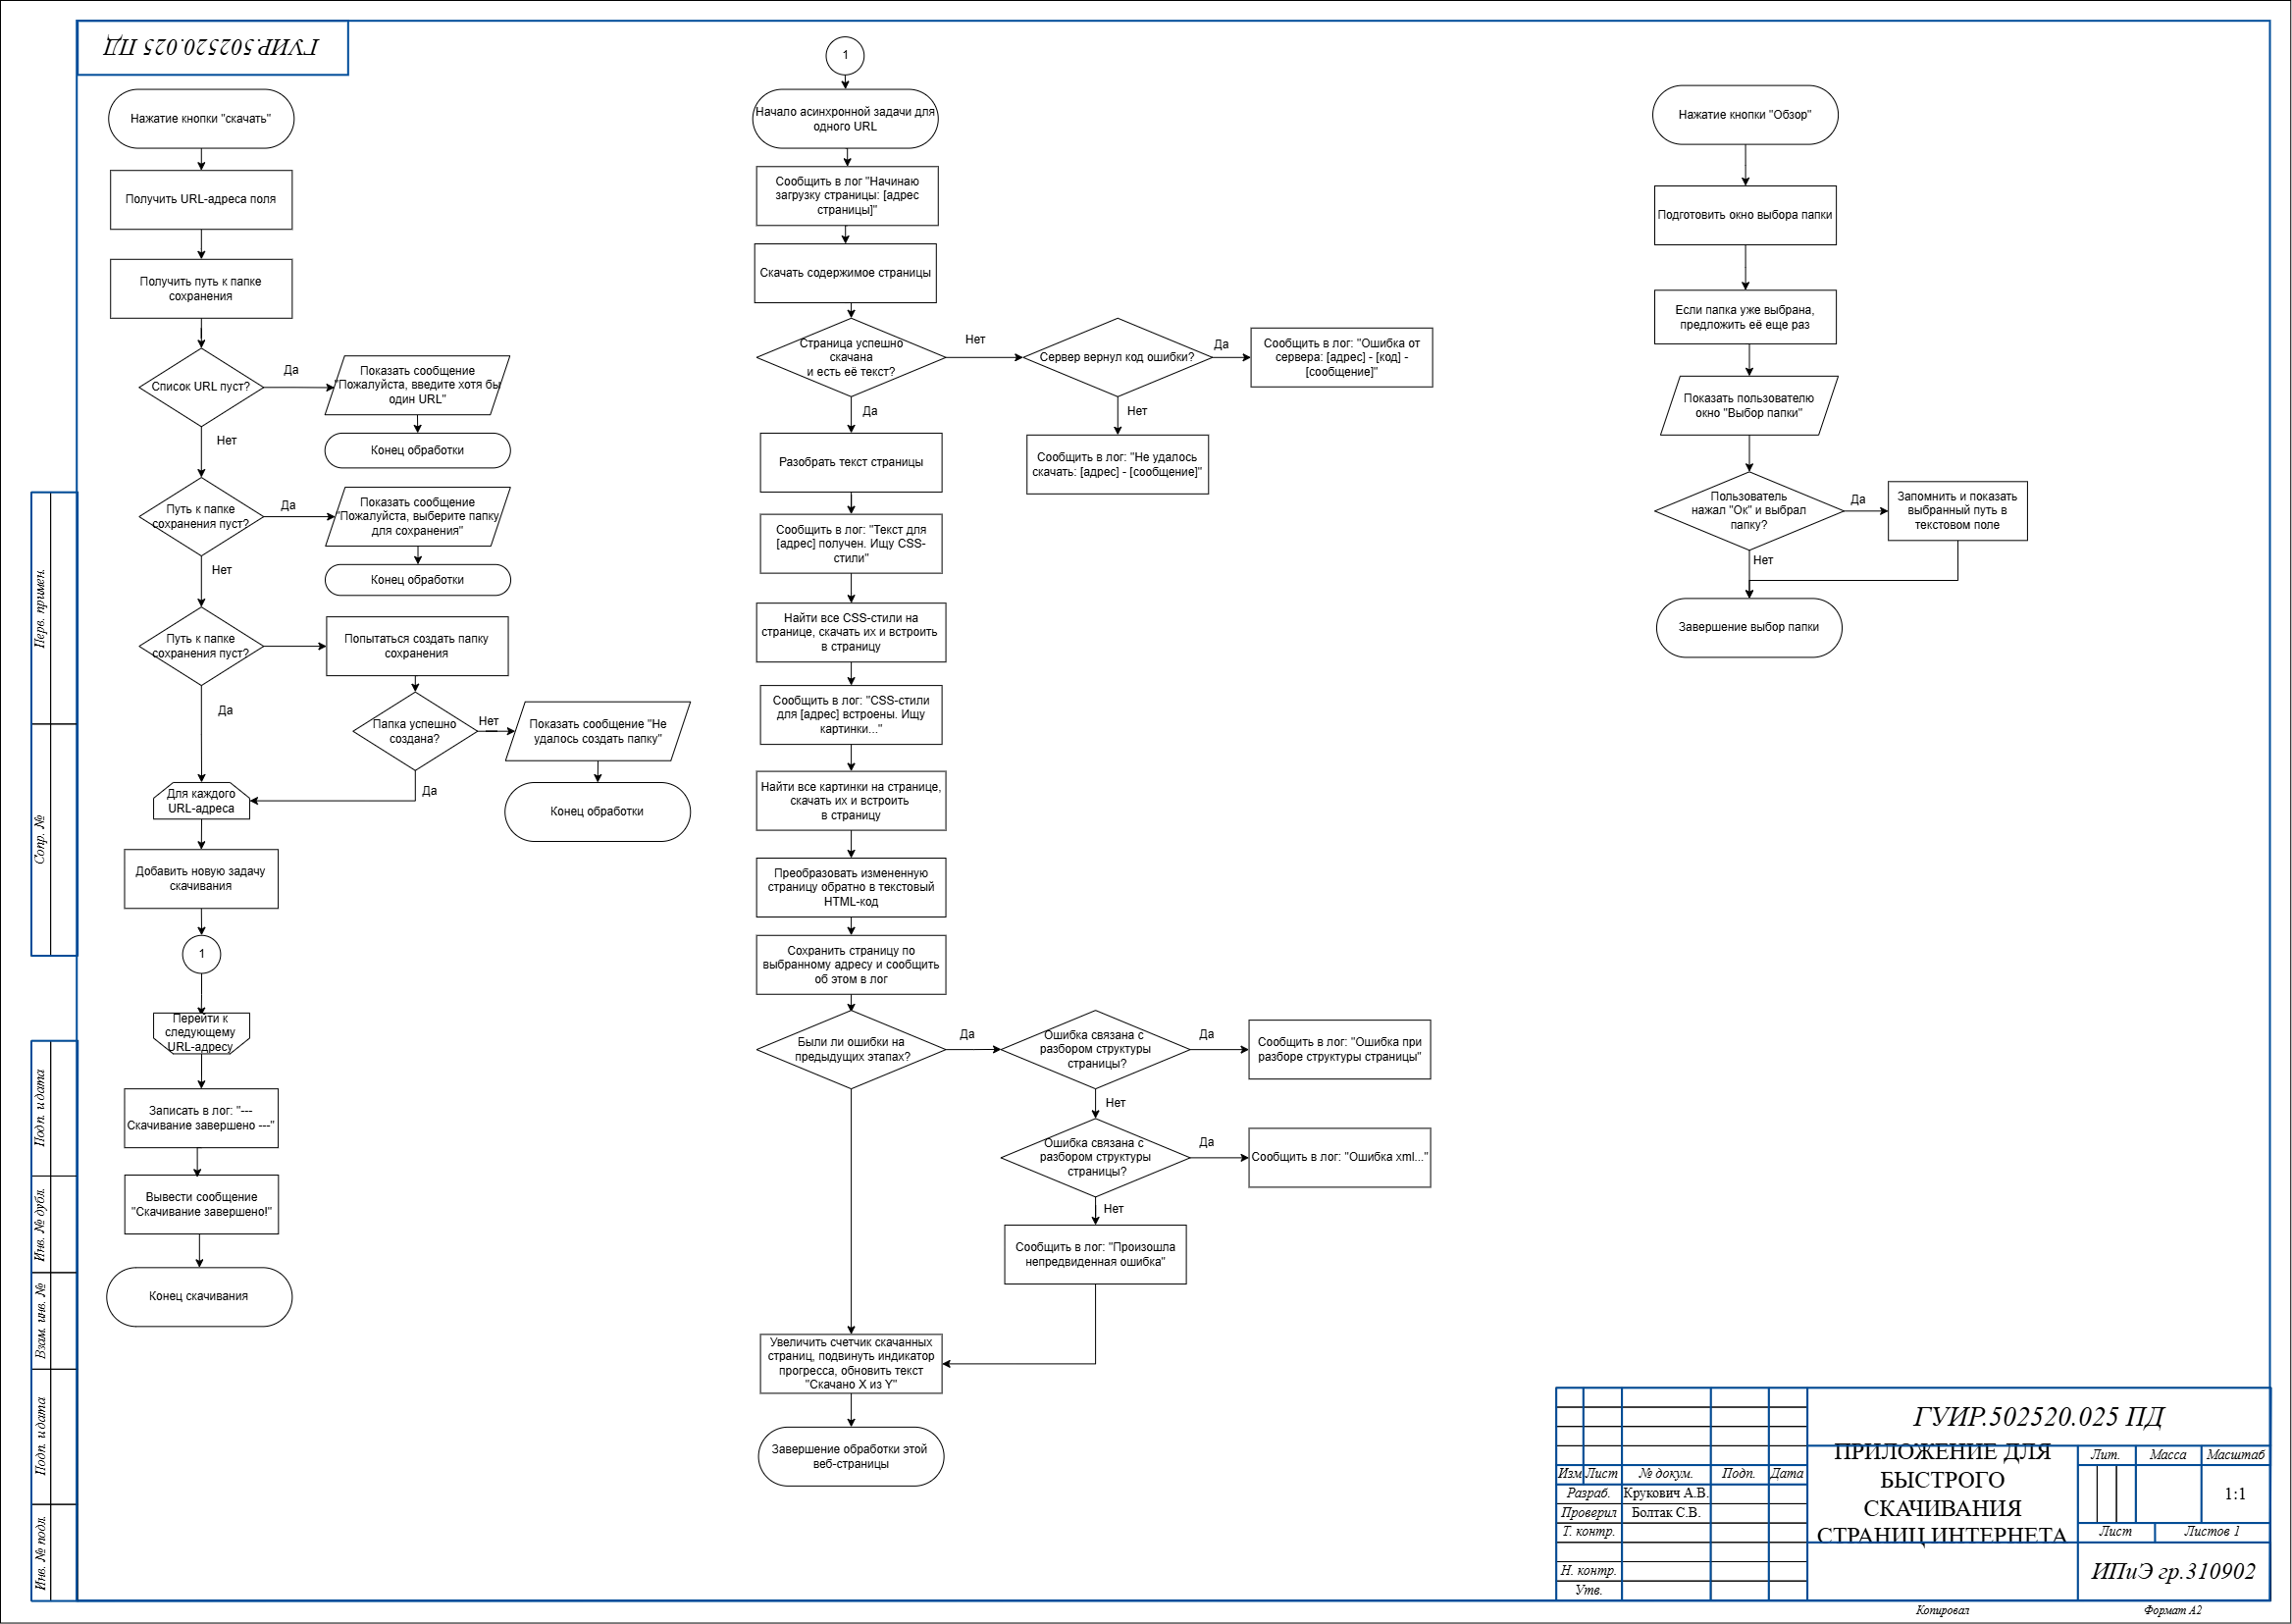 ГУИР.502520.025 ПД
Нажатие кнопки "скачать"
Получить URL-адреса поля
Получить путь к папке
сохранения
Список URL пуст?
Да
Показать сообщение
"Пожалуйста, введите хотя бы
один URL"
Конец обработки
Нет
Путь к папке
сохранения пуст?
Да
Показать сообщение
"Пожалуйста, выберите папку
для сохранения"
Конец обработки
Нет
Путь к папке
сохранения пуст?
Попытаться создать папку
сохранения
Да
Папка успешно
создана?
Нет
Показать сообщение "Не
удалось создать папку"
Конец обработки
Да
Для каждого
URL-адреса
Добавить новую задачу
скачивания
1
Перейти к
следующему
URL-адресу
Записать в лог: "---
Скачивание завершено ---"
Вывести сообщение
"Скачивание завершено!"
Конец скачивания
1
Начало асинхронной задачи для
одного URL
Сообщить в лог "Начинаю
загрузку страницы: [адрес
страницы]"
Скачать содержимое страницы
Страница успешно
скачана
и есть её текст?
Нет
Сервер вернул код ошибки?
Да
Сообщить в лог: "Ошибка от
сервера: [адрес] - [код] -
[сообщение]"
Нет
Сообщить в лог: "Не удалось
скачать: [адрес] - [сообщение]"
Да
Разобрать текст страницы
Сообщить в лог: "Текст для
[адрес] получен. Ищу CSS-
стили"
Найти все CSS-стили на
странице, скачать их и встроить
в страницу
Сообщить в лог: "CSS-стили
для [адрес] встроены. Ищу
картинки..."
Найти все картинки на странице,
скачать их и встроить
в страницу
Преобразовать измененную
страницу обратно в текстовый
HTML-код
Сохранить страницу по
выбранному адресу и сообщить
об этом в лог
Были ли ошибки на
предыдущих этапах?
Да
Ошибка связана с
разбором структуры
страницы?
Да
Сообщить в лог: "Ошибка при
разборе структуры страницы"
Нет
Ошибка связана с
разбором структуры
страницы?
Да
Сообщить в лог: "Ошибка xml..."
Нет
Сообщить в лог: "Произошла
непредвиденная ошибка"
Увеличить счетчик скачанных
страниц, подвинуть индикатор
прогресса, обновить текст
"Скачано X из Y"
Завершение обработки этой
веб-страницы
Нажатие кнопки "Обзор"
Подготовить окно выбора папки
Если папка уже выбрана,
предложить её еще раз
Показать пользователю
окно "Выбор папки"
Пользователь
нажал "Ок" и выбрал
папку?
Да
Запомнить и показать
выбранный путь в
текстовом поле
Нет
Завершение выбор папки
Перв. примен.
Сопр. №
Подп. и дата
Инв. № дубл.
Взам. инв. №
Подп. и дата
Инв. № подл.
ГУИР.502520.025 ПД
ПРИЛОЖЕНИЕ ДЛЯ
БЫСТРОГО
СКАЧИВАНИЯ
СТРАНИЦ ИНТЕРНЕТА
Лит. Масса Масштаб
1:1
Лист Листов 1
ИПиЭ гр.310902
Изм Лист № докум. Подп. Дата
Разраб. Крукович А.В.
Проверил Болтак С.В.
Т. контр.
Н. контр.
Утв.
Копировал Формат А2